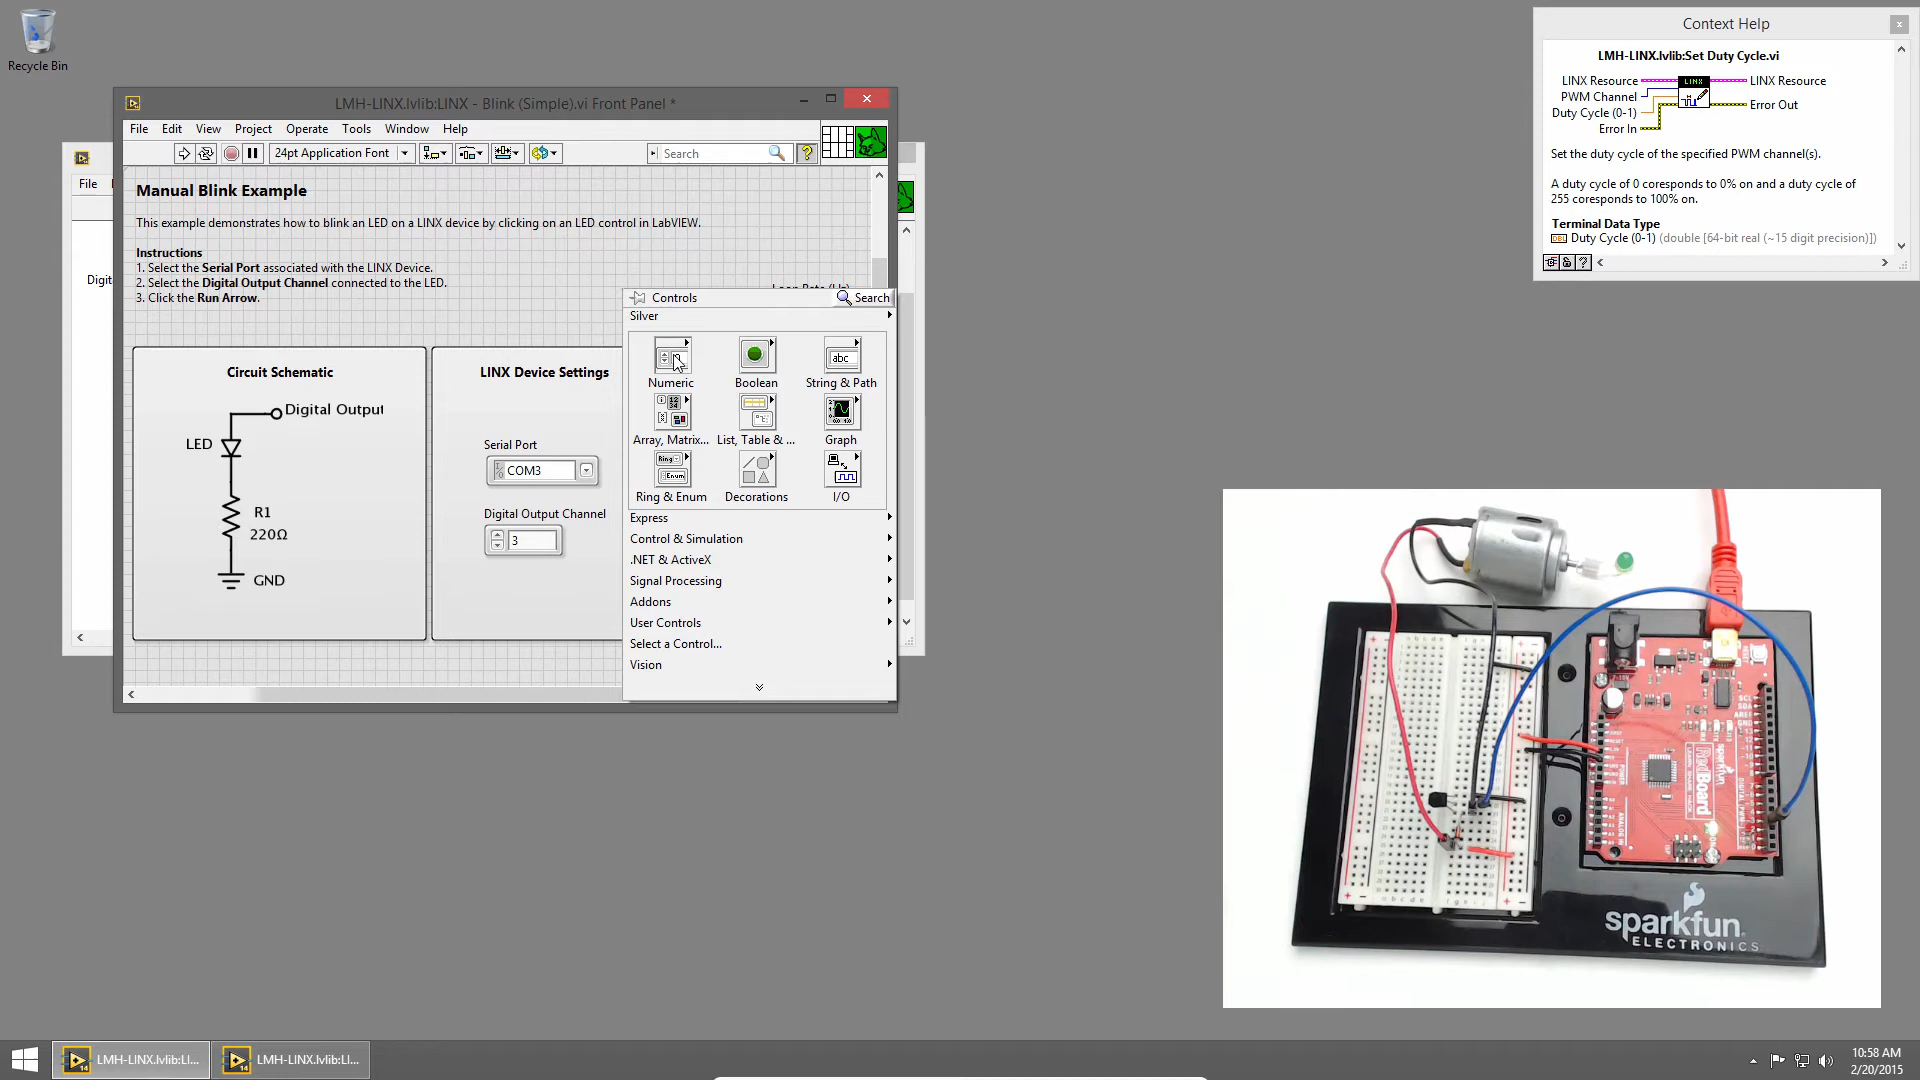 Recycle Bin
LMH-LINX.lvlib:LINX - Blink (Simple).vi Front Panel *
File Edit View Project Operate Tools Window Help
24pt Application Font
Search
Manual Blink Example
This example demonstrates how to blink an LED on a LINX device by clicking on an LED control in LabVIEW.
Instructions
1. Select the Serial Port associated with the LINX Device.
2. Select the Digital Output Channel connected to the LED.
3. Click the Run Arrow.
Circuit Schematic
Digital Output
LED
R1
220Ω
GND
LINX Device Settings
Serial Port
COM3
Digital Output Channel
3
File
Digit
Controls
Search
Silver
Numeric
Boolean
String & Path
Array, Matrix...
List, Table & ...
Graph
Ring & Enum
Decorations
I/O
Express
Control & Simulation
.NET & ActiveX
Signal Processing
Addons
User Controls
Select a Control...
Vision
Context Help
LMH-LINX.lvlib:Set Duty Cycle.vi
LINX Resource
PWM Channel
Duty Cycle (0-1)
Error In
LINX
LINX Resource
Error Out
Set the duty cycle of the specified PWM channel(s).
A duty cycle of 0 coresponds to 0% on and a duty cycle of
255 coresponds to 100% on.
Terminal Data Type
DBL Duty Cycle (0-1) (double [64-bit real (~15 digit precision)])
RedBoard
sparkfun
ELECTRONICS
LMH-LINX.lvlib:LI...
LMH-LINX.lvlib:LI...
10:58 AM
2/20/2015